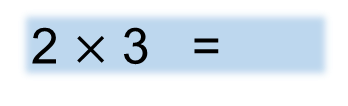 2 × 3 =